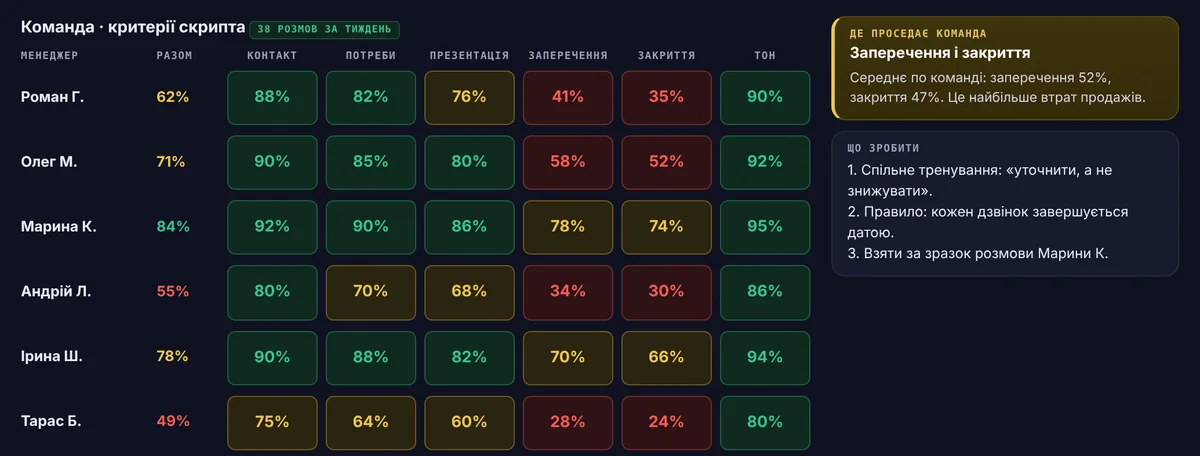 Команда · критерії скрипта 38 РОЗМОВ ЗА ТИЖДЕНЬ
МЕНЕДЖЕР РАЗОМ КОНТАКТ ПОТРЕБИ ПРЕЗЕНТАЦІЯ ЗАПЕРЕЧЕННЯ ЗАКРИТТЯ ТОН
Роман Г. 62% 88% 82% 76% 41% 35% 90%
Олег М. 71% 90% 85% 80% 58% 52% 92%
Марина К. 84% 92% 90% 86% 78% 74% 95%
Андрій Л. 55% 80% 70% 68% 34% 30% 86%
Ірина Ш. 78% 90% 88% 82% 70% 66% 94%
Тарас Б. 49% 75% 64% 60% 28% 24% 80%
ДЕ ПРОСЕДАЄ КОМАНДА
Заперечення і закриття
Середнє по команді: заперечення 52%,
закриття 47%. Це найбільше втрат продажів.
ЩО ЗРОБИТИ
1. Спільне тренування: «уточнити, а не
знижувати».
2. Правило: кожен дзвінок завершується
датою.
3. Взяти за зразок розмови Марини К.